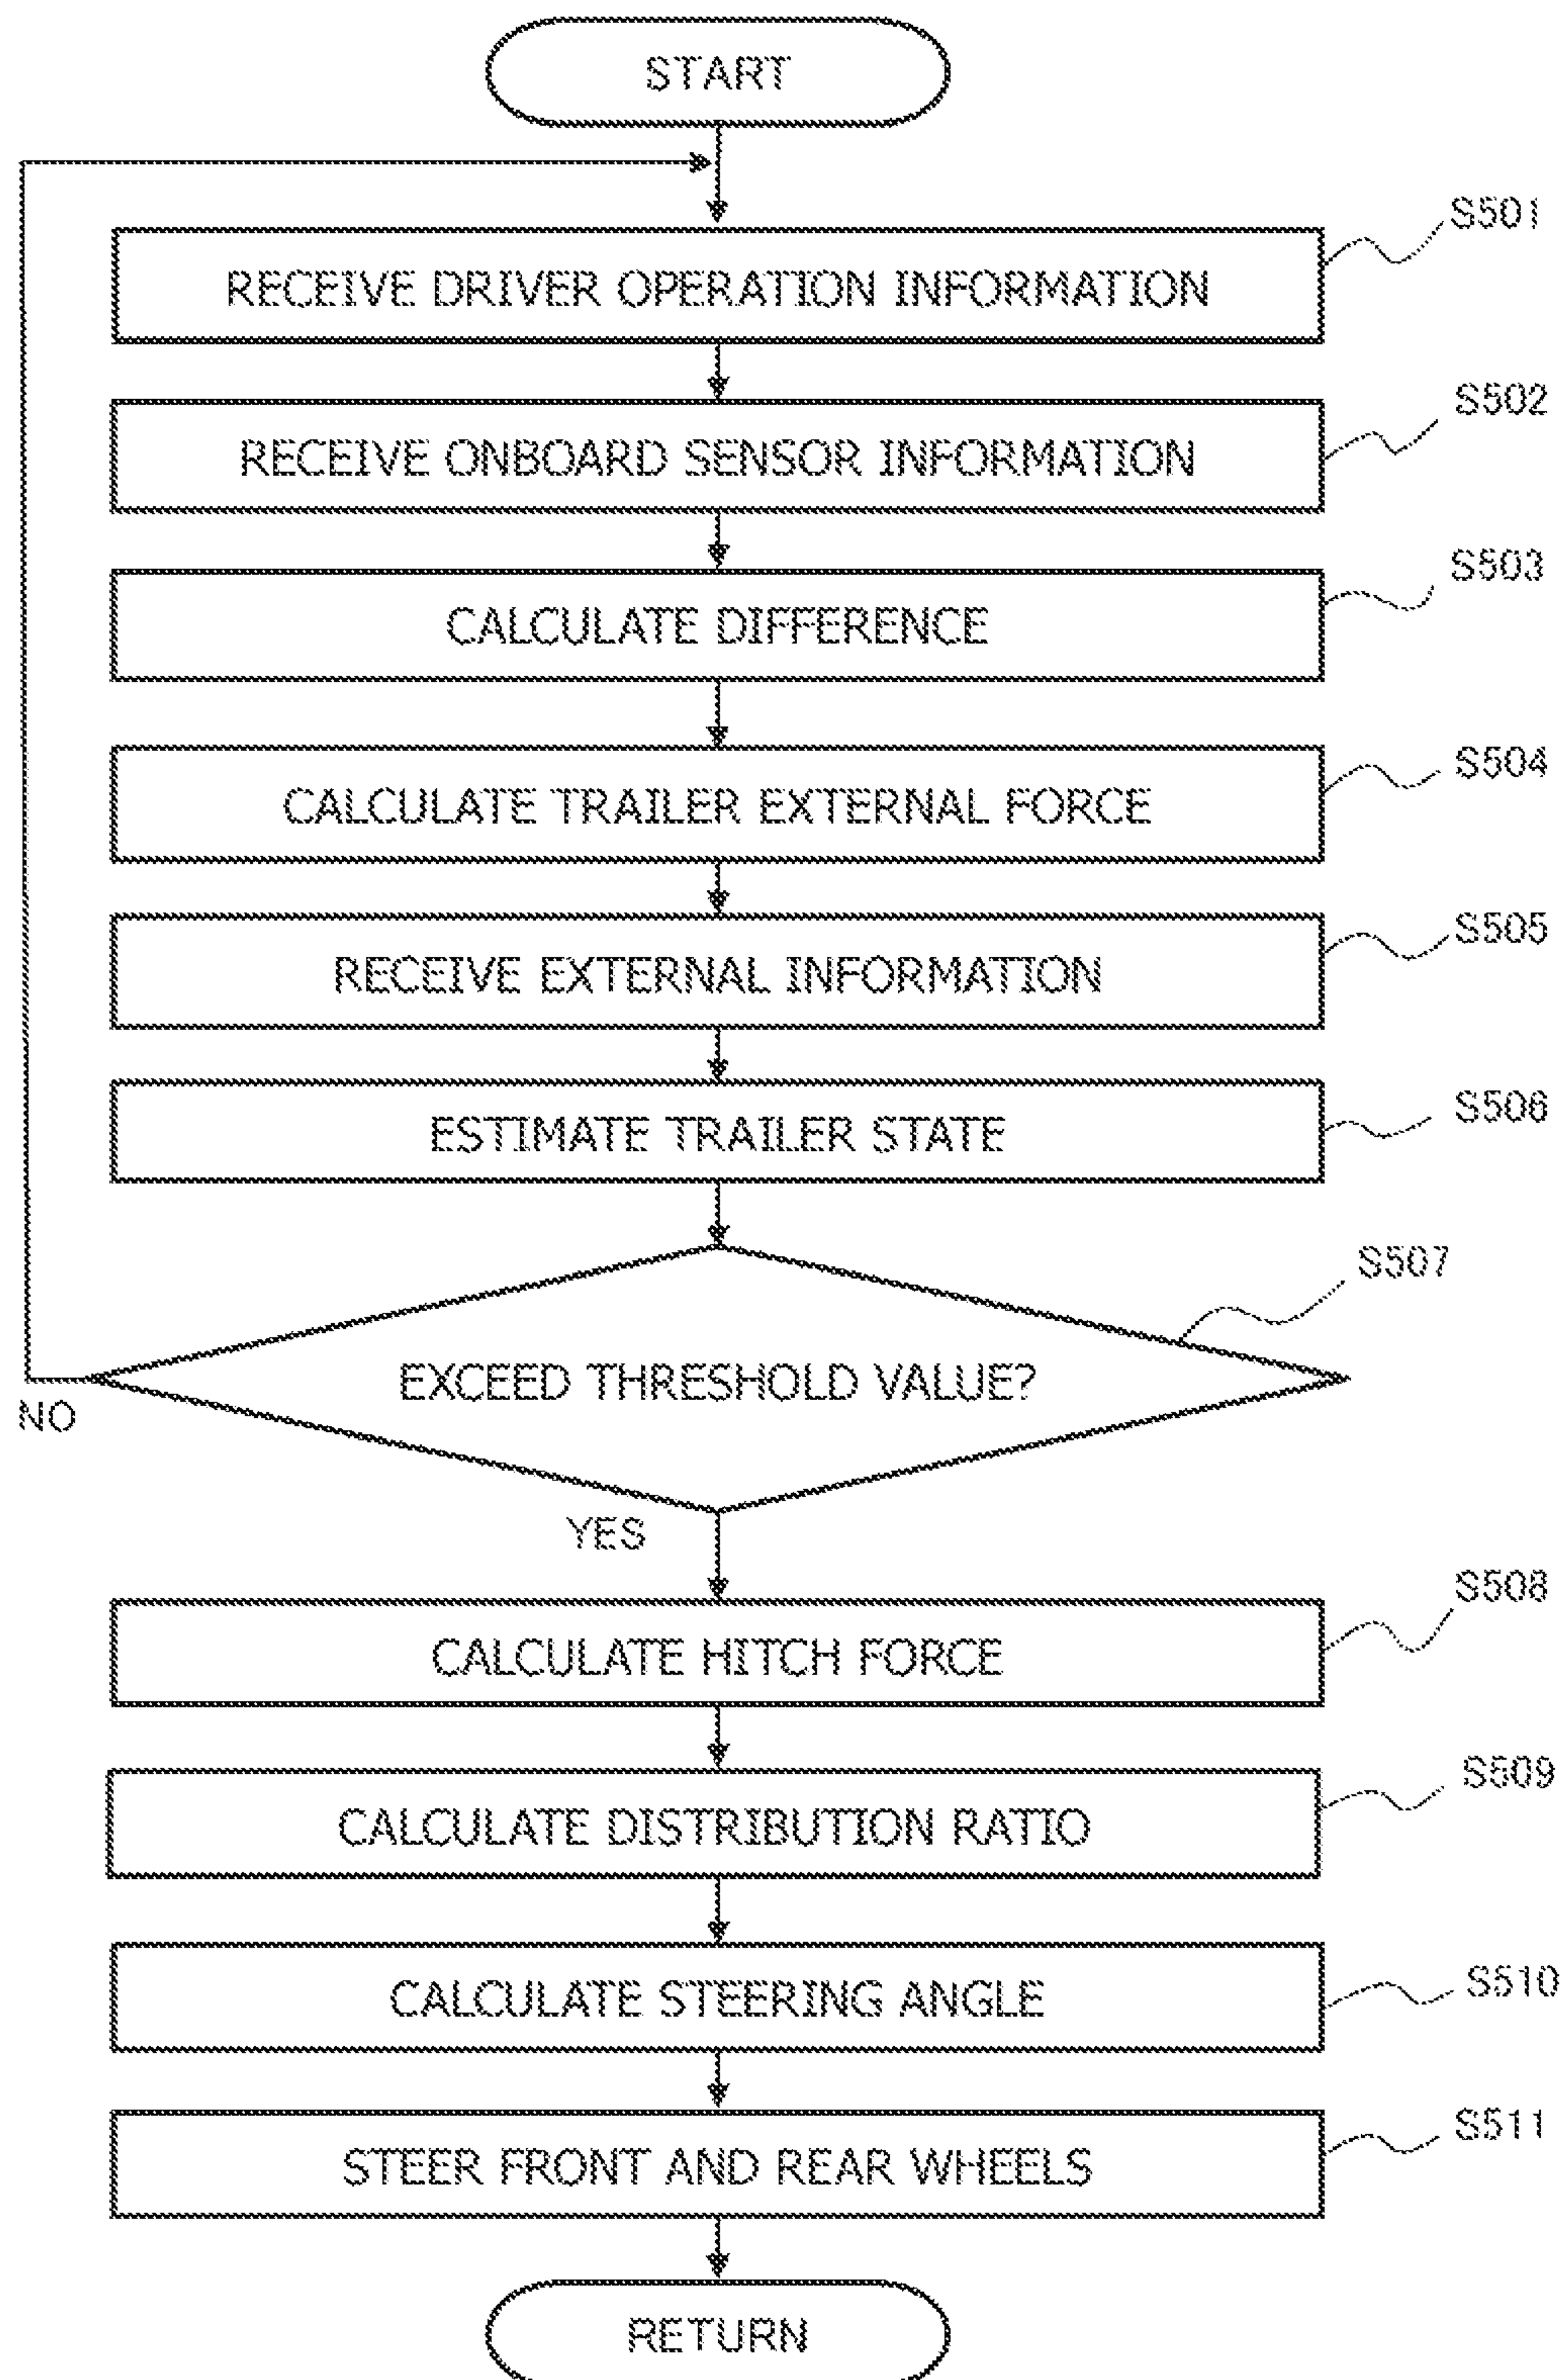 START
S501
RECEIVE DRIVER OPERATION INFORMATION
S502
RECEIVE ONBOARD SENSOR INFORMATION
S503
CALCULATE DIFFERENCE
S504
CALCULATE TRAILER EXTERNAL FORCE
S505
RECEIVE EXTERNAL INFORMATION
S506
ESTIMATE TRAILER STATE
S507
EXCEED THRESHOLD VALUE?
NO
YES
S508
CALCULATE HITCH FORCE
S509
CALCULATE DISTRIBUTION RATIO
S510
CALCULATE STEERING ANGLE
S511
STEER FRONT AND REAR WHEELS
RETURN